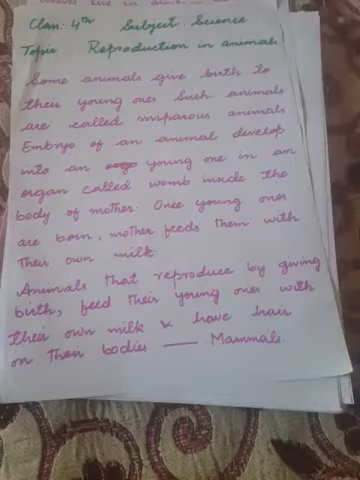 Class: 4th Subject: Science
Topic Reproduction in animals
Some animals give birth to
their young ones Such animals
are called viviparous animals
Embryo of an animal develop
into an young one in an
organ called womb inside the
body of mother. Once young ones
are born, mother feeds them with
their own milk
Animals that reproduce by giving
birth, feed their young ones with
their own milk & have hair
on their bodies — Mammals.